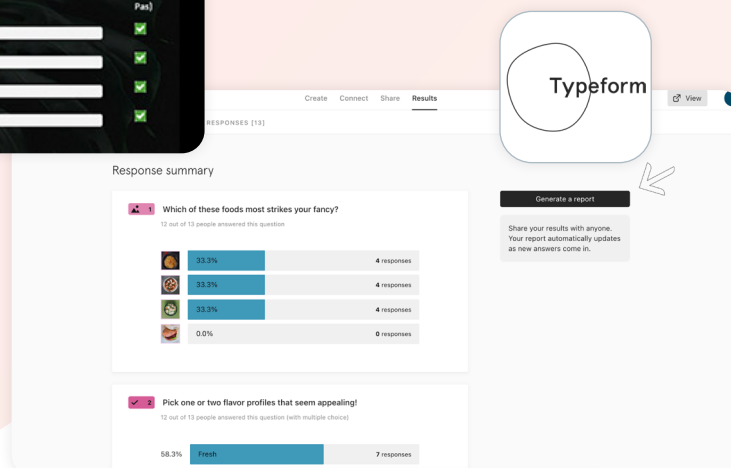 Pas)
Typeform
Create Connect Share Results
View
RESPONSES [13]
Response summary
Generate a report
Share your results with anyone.
Your report automatically updates
as new answers come in.
1 Which of these foods most strikes your fancy?
12 out of 13 people answered this question
33.3% 4 responses
33.3% 4 responses
33.3% 4 responses
0.0% 0 responses
2 Pick one or two flavor profiles that seem appealing!
12 out of 13 people answered this question (with multiple choice)
58.3% Fresh 7 responses